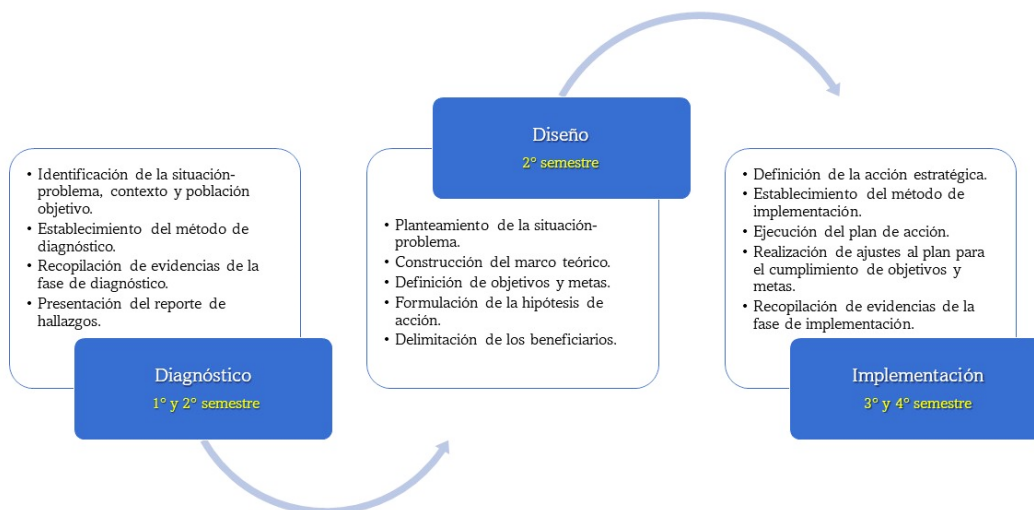 • Identificación de la situación-
problema, contexto y población
objetivo.
• Establecimiento del método de
diagnóstico.
• Recopilación de evidencias de la
fase de diagnóstico.
• Presentación del reporte de
hallazgos.
Diagnóstico
1° y 2° semestre
Diseño
2° semestre
• Planteamiento de la situación-
problema.
• Construcción del marco teórico.
• Definición de objetivos y metas.
• Formulación de la hipótesis de
acción.
• Delimitación de los beneficiarios.
• Definición de la acción estratégica.
• Establecimiento del método de
implementación.
• Ejecución del plan de acción.
• Realización de ajustes al plan para
el cumplimiento de objetivos y
metas.
• Recopilación de evidencias de la
fase de implementación.
Implementación
3° y 4° semestre